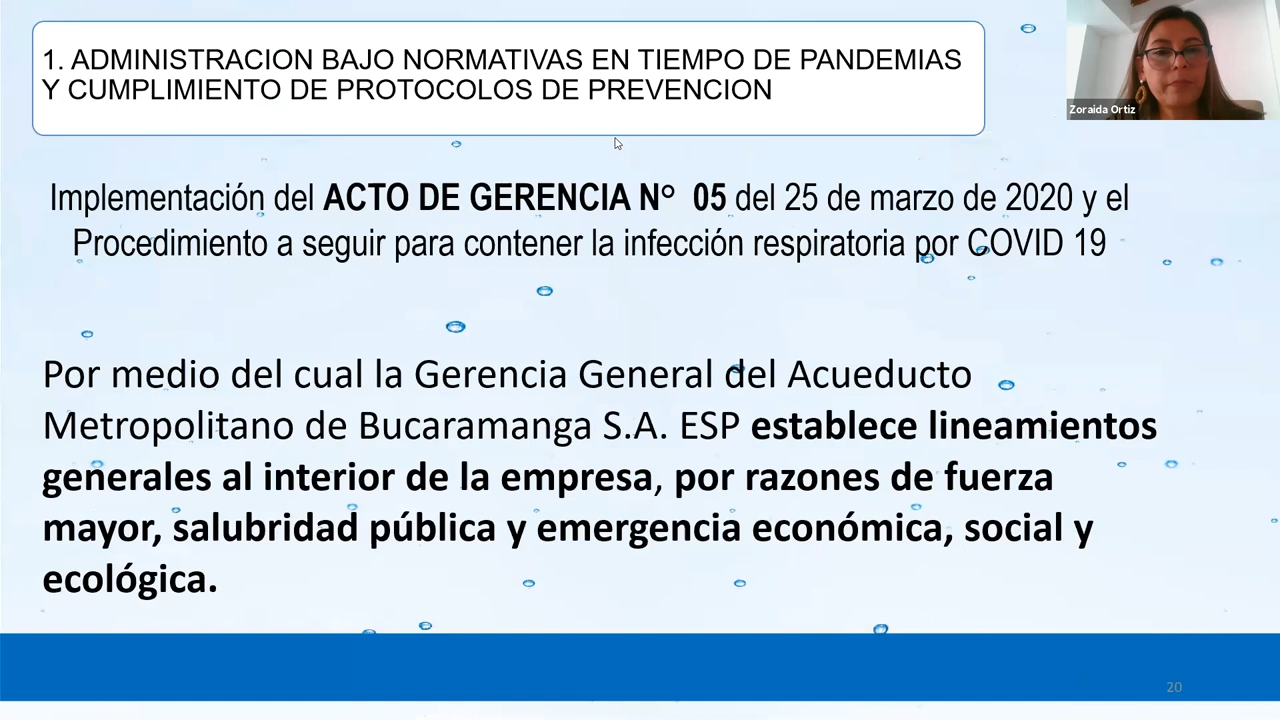 1. ADMINISTRACION BAJO NORMATIVAS EN TIEMPO DE PANDEMIAS
Y CUMPLIMIENTO DE PROTOCOLOS DE PREVENCION
Zoraida Ortiz
Implementación del ACTO DE GERENCIA Nº 05 del 25 de marzo de 2020 y el
Procedimiento a seguir para contener la infección respiratoria por COVID 19
Por medio del cual la Gerencia General del Acueducto
Metropolitano de Bucaramanga S.A. ESP establece lineamientos
generales al interior de la empresa, por razones de fuerza
mayor, salubridad pública y emergencia económica, social y
ecológica.
20